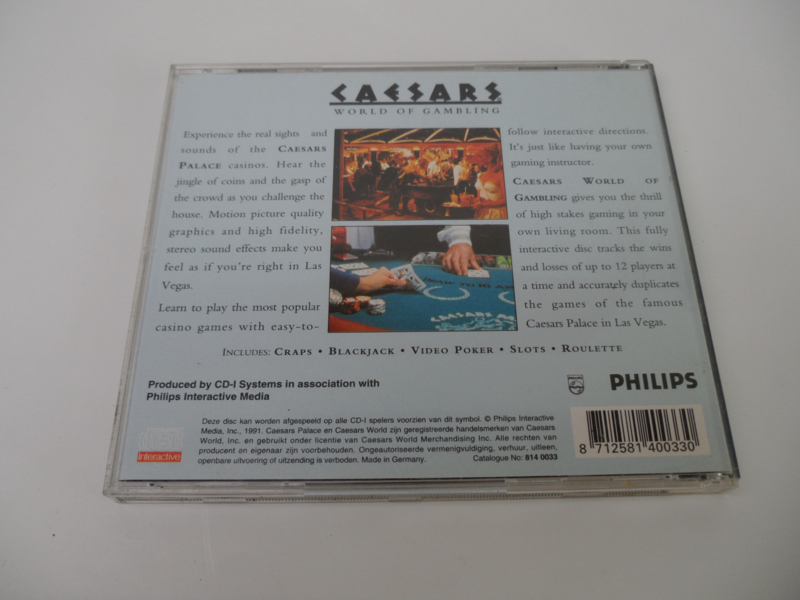 CAESARS
WORLD OF GAMBLING
Experience the real sights and
sounds of the CAESARS
PALACE casinos. Hear the
jingle of coins and the gasp of
the crowd as you challenge the
house. Motion picture quality
graphics and high fidelity,
stereo sound effects make you
feel as if you're right in Las
Vegas.
Learn to play the most popular
casino games with easy-to-
follow interactive directions.
It's just like having your own
gaming instructor.
CAESARS WORLD OF
GAMBLING gives you the thrill
of high stakes gaming in your
own living room. This fully
interactive disc tracks the wins
and losses of up to 12 players at
a time and accurately duplicates
the games of the famous
Caesars Palace in Las Vegas.
INCLUDES: CRAPS • BLACKJACK • VIDEO POKER • SLOTS • ROULETTE
Produced by CD-I Systems in association with
Philips Interactive Media
PHILIPS
Interactive
Deze disc kan worden afgespeeld op alle CD-I spelers voorzien van dit symbol. © Philips Interactive
Media, Inc., 1991. Caesars Palace en Caesars World zijn geregistreerde handelsmerken van Caesars
World, Inc. en gebruikt onder licentie van Caesars World Merchandising Inc. Alle rechten van
producent en eigenaar zijn voorbehouden. Ongeautoriseerde vermenigvuldiging, verhuur, uitleen,
openbare uitvoering of uitzending is verboden. Made in Germany. Catalogue No: 814 0033
8 712581 400330